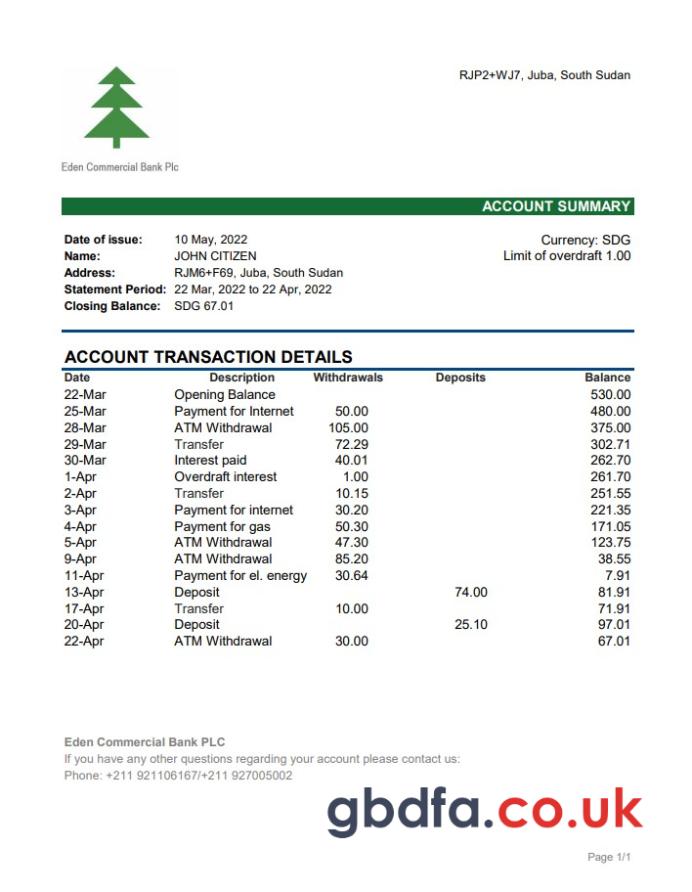 RJP2+WJ7, Juba, South Sudan
Eden Commercial Bank Plc
ACCOUNT SUMMARY
Date of issue: 10 May, 2022 Currency: SDG
Name: JOHN CITIZEN Limit of overdraft 1.00
Address: RJM6+F69, Juba, South Sudan
Statement Period: 22 Mar, 2022 to 22 Apr, 2022
Closing Balance: SDG 67.01
ACCOUNT TRANSACTION DETAILS
Date Description Withdrawals Deposits Balance
22-Mar Opening Balance 530.00
25-Mar Payment for Internet 50.00 480.00
28-Mar ATM Withdrawal 105.00 375.00
29-Mar Transfer 72.29 302.71
30-Mar Interest paid 40.01 262.70
1-Apr Overdraft interest 1.00 261.70
2-Apr Transfer 10.15 251.55
3-Apr Payment for internet 30.20 221.35
4-Apr Payment for gas 50.30 171.05
5-Apr ATM Withdrawal 47.30 123.75
9-Apr ATM Withdrawal 85.20 38.55
11-Apr Payment for el. energy 30.64 7.91
13-Apr Deposit 74.00 81.91
17-Apr Transfer 10.00 71.91
20-Apr Deposit 25.10 97.01
22-Apr ATM Withdrawal 30.00 67.01
Eden Commercial Bank PLC
If you have any other questions regarding your account please contact us:
Phone: +211 921106167/+211 927005002
gbdfa.co.uk
Page 1/1